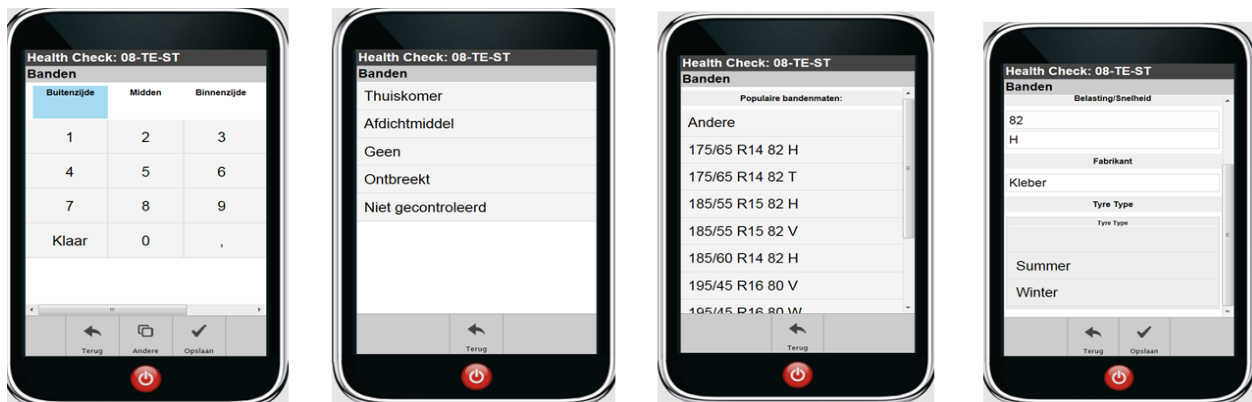 Health Check: 08-TE-ST
Banden
Buitenzijde Midden Binnenzijde
1 2 3
4 5 6
7 8 9
Klaar 0 ,
Terug Andere Opslaan
Health Check: 08-TE-ST
Banden
Thuiskomer
Afdichtmiddel
Geen
Ontbreekt
Niet gecontroleerd
Terug
Health Check: 08-TE-ST
Banden
Populaire bandenmaten:
Andere
175/65 R14 82 H
175/65 R14 82 T
185/55 R15 82 H
185/55 R15 82 V
185/60 R14 82 H
195/45 R16 80 V
195/45 R16 80 W
Terug
Health Check: 08-TE-ST
Banden
Belasting/Snelheid
82
H
Fabrikant
Kleber
Tyre Type
Tyre Type
Summer
Winter
Terug Opslaan